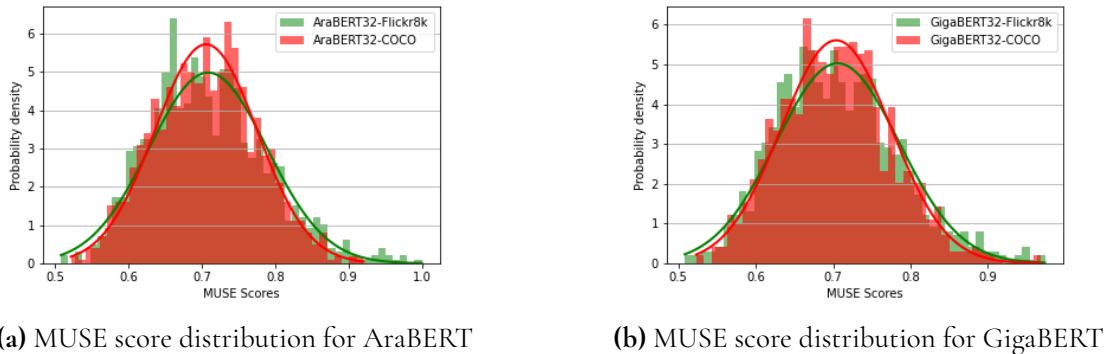 AraBERT32-Flickr8k
AraBERT32-COCO
6
5
4
3
2
1
0
Probability density
0.5 0.6 0.7 0.8 0.9 1.0
MUSE Scores
(a) MUSE score distribution for AraBERT
GigaBERT32-Flickr8k
GigaBERT32-COCO
6
5
4
3
2
1
0
Probability density
0.5 0.6 0.7 0.8 0.9
MUSE Scores
(b) MUSE score distribution for GigaBERT